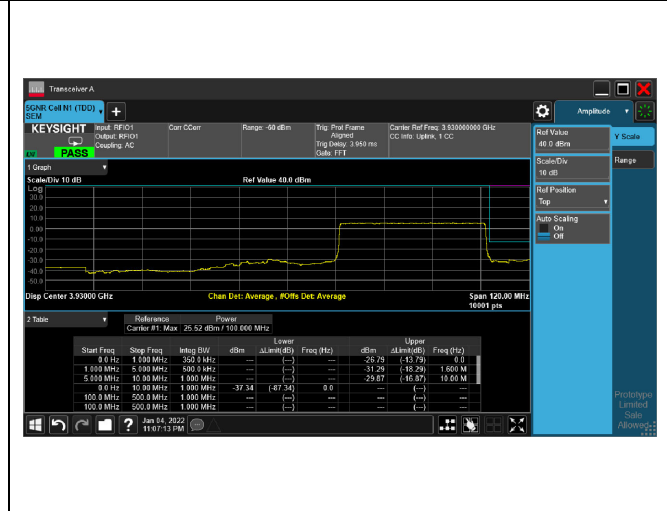 Transceiver A
5GNR Cell N1 (TDD)
SEM
+
Amplitude
KEYSIGHT
PASS
Input: RFIO1
Output: RFIO1
Coupling: AC
Corr CCorr
Range: -60 dBm
Trig: Prof Frame
Aligned
Trig Delay: 3.950 ms
Gate: FFT
Carrier Ref Freq: 3.930000000 GHz
CC Info: Uplink, 1 CC
Ref Value
40.0 dBm
Y Scale
Scale/Div
10 dB
Range
Ref Position
Top
Auto Scaling
On
Off
1 Graph
Scale/Div 10 dB
Ref Value 40.0 dBm
Log
30.0
20.0
10.0
0.00
-10.0
-20.0
-30.0
-40.0
-50.0
Disp Center 3.93000 GHz
Chan Det: Average, #Offs Det: Average
Span 120.00 MHz
10001 pts
2 Table
Reference Power
Carrier #1: Max 25.52 dBm / 100.000 MHz
Lower Upper
Start Freq Stop Freq Integ BW dBm ΔLimit(dB) Freq (Hz) dBm ΔLimit(dB) Freq (Hz)
0.0 Hz 1.000 MHz 350.0 kHz --- (---) --- -26.79 (-13.79) 0.0
1.000 MHz 5.000 MHz 500.0 kHz --- (---) --- -31.29 (-18.29) 1.600 M
5.000 MHz 10.00 MHz 1.000 MHz --- (---) --- -29.87 (-16.87) 10.00 M
0.0 Hz 10.00 MHz 1.000 MHz -37.34 (-87.34) 0.0 --- (---) ---
100.0 MHz 500.0 MHz 1.000 MHz --- (---) --- --- (---) ---
100.0 MHz 500.0 MHz 1.000 MHz --- (---) --- --- (---) ---
Prototype
Limited
Sale
Allowed
?
Jan 04, 2022
11:07:13 PM